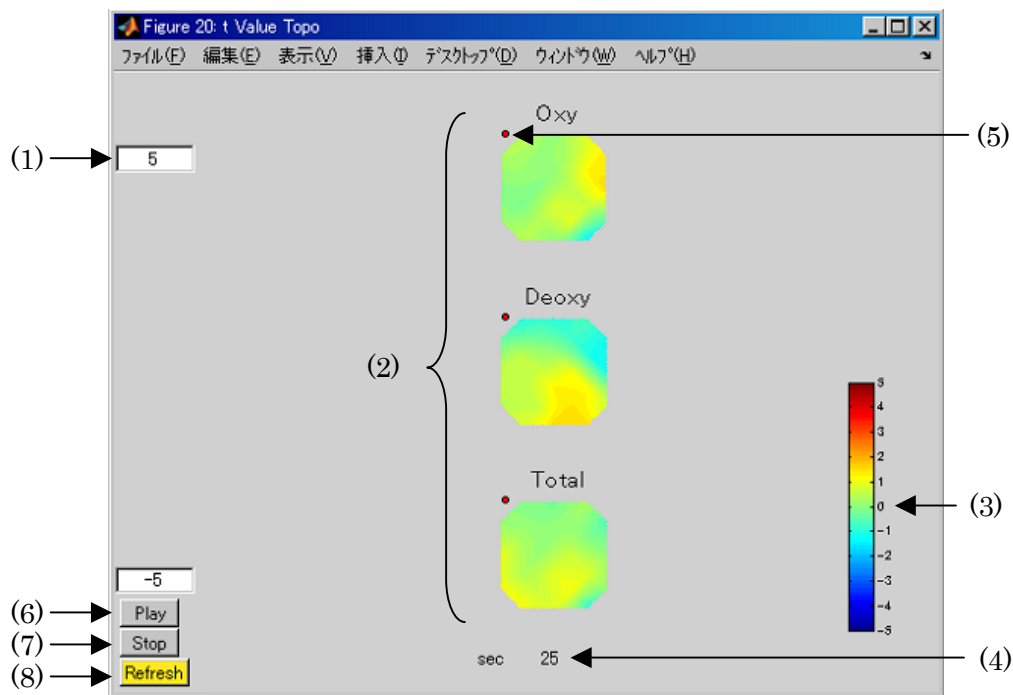 Figure 20: t Value Topo
ファイル(F) 編集(E) 表示(V) 挿入(I) デスクトップ(D) ウィンドウ(W) ヘルプ(H)
Oxy
(5)
(1)
5
Deoxy
(2)
5
4
3
2
1
0
-1
-2
-3
-4
-5
(3)
Total
-5
(6)
Play
(7)
Stop
(8)
Refresh
sec 25
(4)